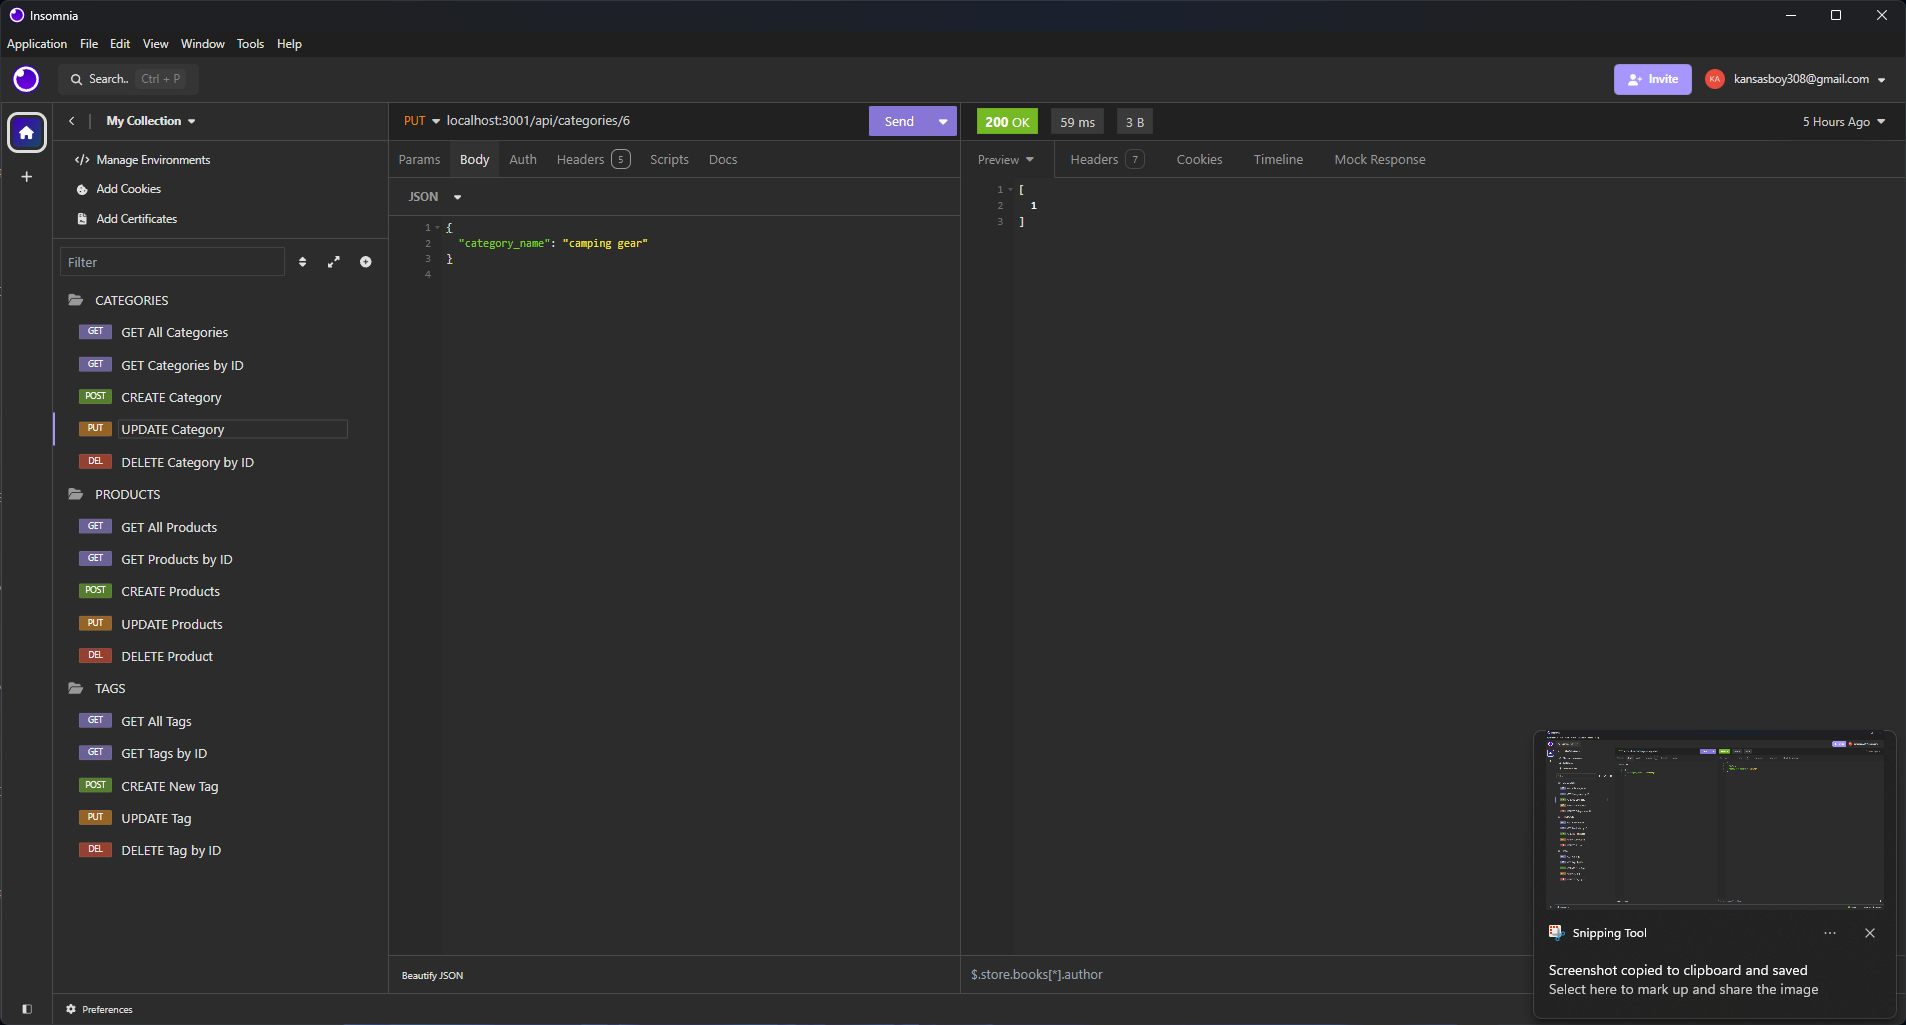 Insomnia
Application File Edit View Window Tools Help
Search.. Ctrl + P
Invite
KA
kansasboy308@gmail.com
My Collection
Manage Environments
Add Cookies
Add Certificates
Filter
CATEGORIES
GET GET All Categories
GET GET Categories by ID
POST CREATE Category
PUT UPDATE Category
DEL DELETE Category by ID
PRODUCTS
GET GET All Products
GET GET Products by ID
POST CREATE Products
PUT UPDATE Products
DEL DELETE Product
TAGS
GET GET All Tags
GET GET Tags by ID
POST CREATE New Tag
PUT UPDATE Tag
DEL DELETE Tag by ID
Preferences
PUT localhost:3001/api/categories/6
Send
Params Body Auth Headers 5 Scripts Docs
JSON
1 {
2 "category_name": "camping gear"
3 }
4
Beautify JSON
200 OK 59 ms 3 B
5 Hours Ago
Preview Headers 7 Cookies Timeline Mock Response
1 [
2 1
3 ]
$.store.books[*].author
Snipping Tool
Screenshot copied to clipboard and saved
Select here to mark up and share the image